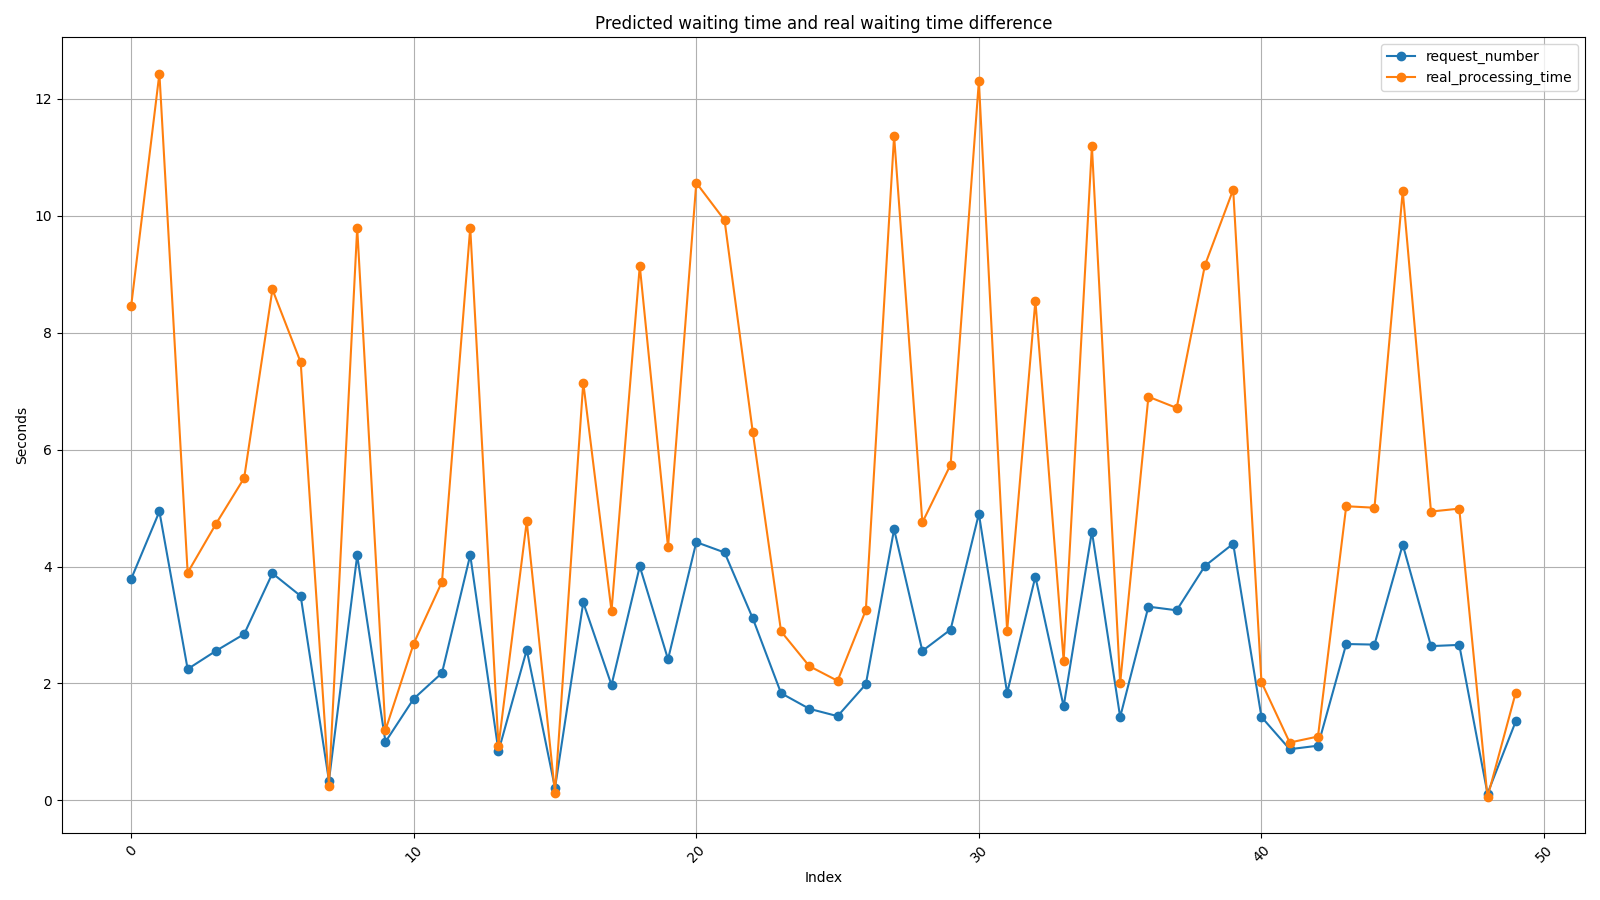 Predicted waiting time and real waiting time difference
request_number
real_processing_time
12
10
8
6
4
2
0
Seconds
0
10
20
30
40
50
Index